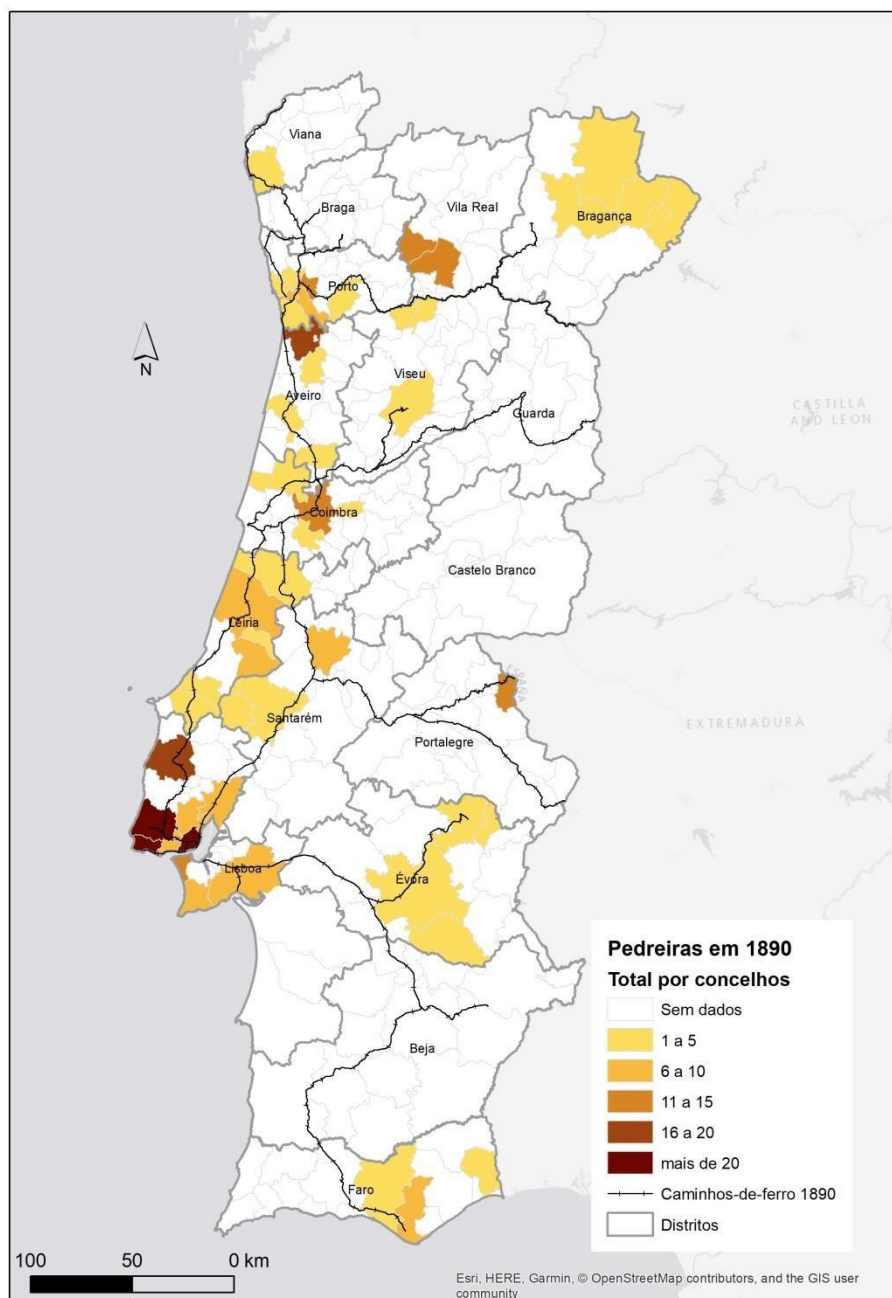 Viana
Braga
Vila Real
Bragança
Porto
N
Viseu
Aveiro
Guarda
CASTILLA
AND LEON
Coimbra
Castelo Branco
Leiria
ESPAÑA
Santarém
EXTREMADURA
Portalegre
Lisboa
Évora
Pedreiras em 1890
Total por concelhos
Sem dados
1 a 5
6 a 10
11 a 15
16 a 20
mais de 20
Caminhos-de-ferro 1890
Distritos
Beja
Faro
100 50 0 km
Esri, HERE, Garmin, © OpenStreetMap contributors, and the GIS user
community